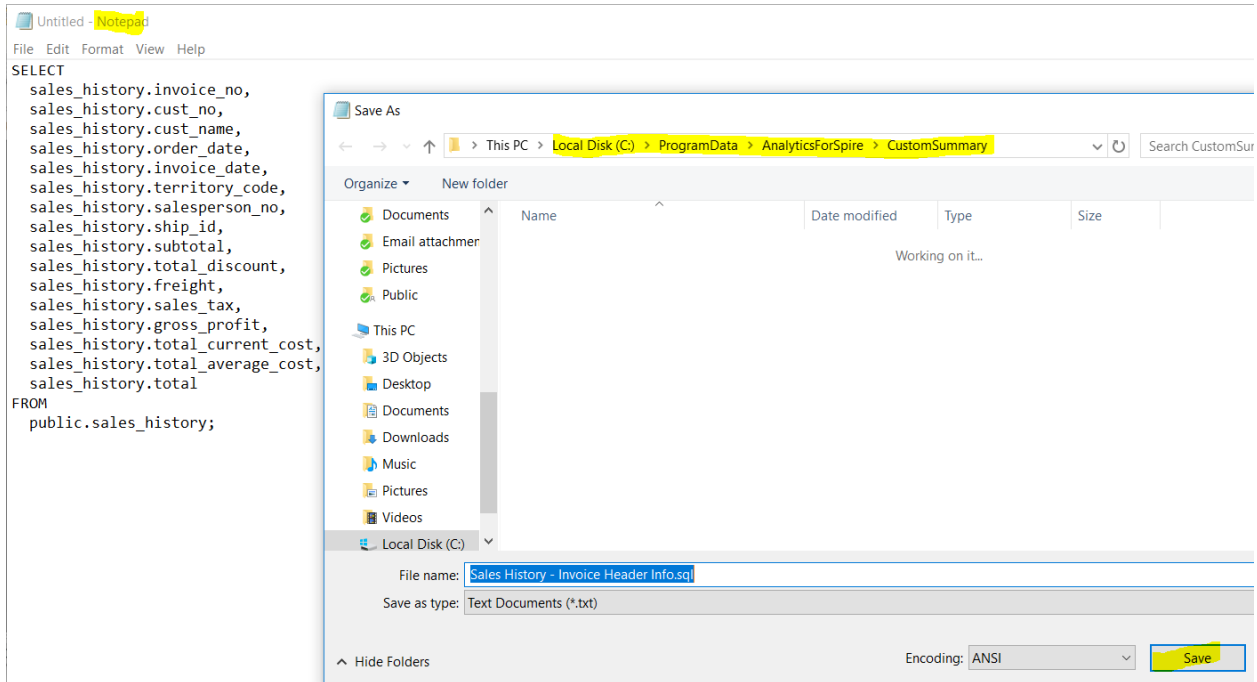 Untitled - Notepad
File Edit Format View Help
SELECT
sales_history.invoice_no,
sales_history.cust_no,
sales_history.cust_name,
sales_history.order_date,
sales_history.invoice_date,
sales_history.territory_code,
sales_history.salesperson_no,
sales_history.ship_id,
sales_history.subtotal,
sales_history.total_discount,
sales_history.freight,
sales_history.sales_tax,
sales_history.gross_profit,
sales_history.total_current_cost,
sales_history.total_average_cost,
sales_history.total
FROM
public.sales_history;
Save As
This PC > Local Disk (C:) > ProgramData > AnalyticsForSpire > CustomSummary
Search CustomSur
Organize New folder
Name Date modified Type Size
Working on it...
Documents
Email attachmer
Pictures
Public
This PC
3D Objects
Desktop
Documents
Downloads
Music
Pictures
Videos
Local Disk (C:)
File name: Sales History - Invoice Header Info.sql
Save as type: Text Documents (*.txt)
Hide Folders
Encoding: ANSI
Save